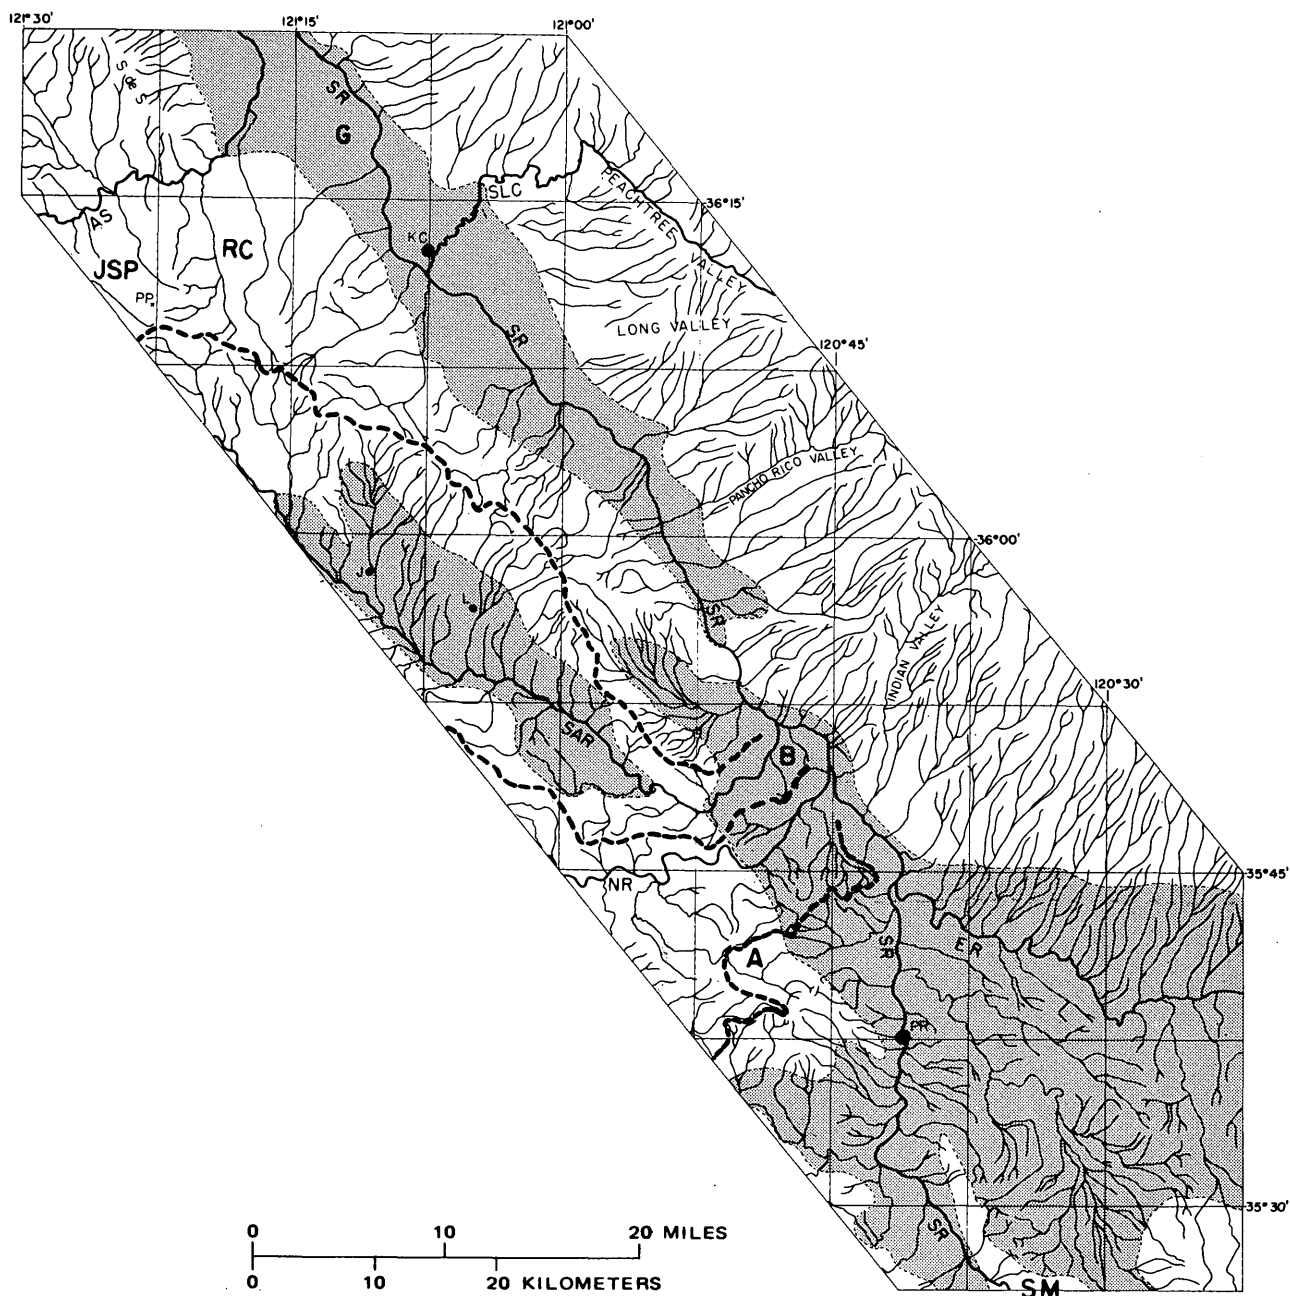 121°30'
121°15'
121°00'
S de S
SR
G
SLC
PEACHTREE VALLEY
36°15'
AS
KC
RC
JSP
PP
SR
LONG VALLEY
120°45'
PANCHO RICO VALLEY
36°00'
J
L
SR
INDIAN VALLEY
120°30'
SAR
B
35°45'
NR
SR
ER
A
PR
35°30'
SR
SM
0 10 20 MILES
0 10 20 KILOMETERS